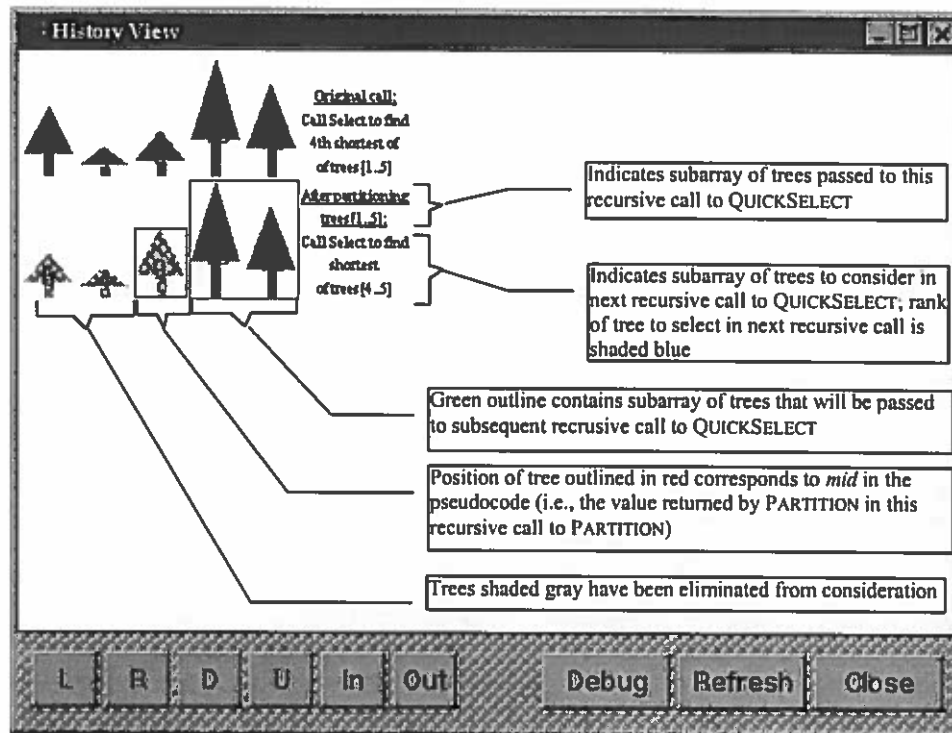 History View
Original call:
Call Select to find
4th shortest of
of trees [1..5]
After partitioning
trees [1..5]:
Call Select to find
shortest
of trees [4..5]
Indicates subarray of trees passed to this
recursive call to QUICKSELECT
Indicates subarray of trees to consider in
next recursive call to QUICKSELECT; rank
of tree to select in next recursive call is
shaded blue
Green outline contains subarray of trees that will be passed
to subsequent recrusive call to QUICKSELECT
Position of tree outlined in red corresponds to mid in the
pseudocode (i.e., the value returned by PARTITION in this
recursive call to PARTITION)
Trees shaded gray have been eliminated from consideration
L R D U In Out Debug Refresh Close